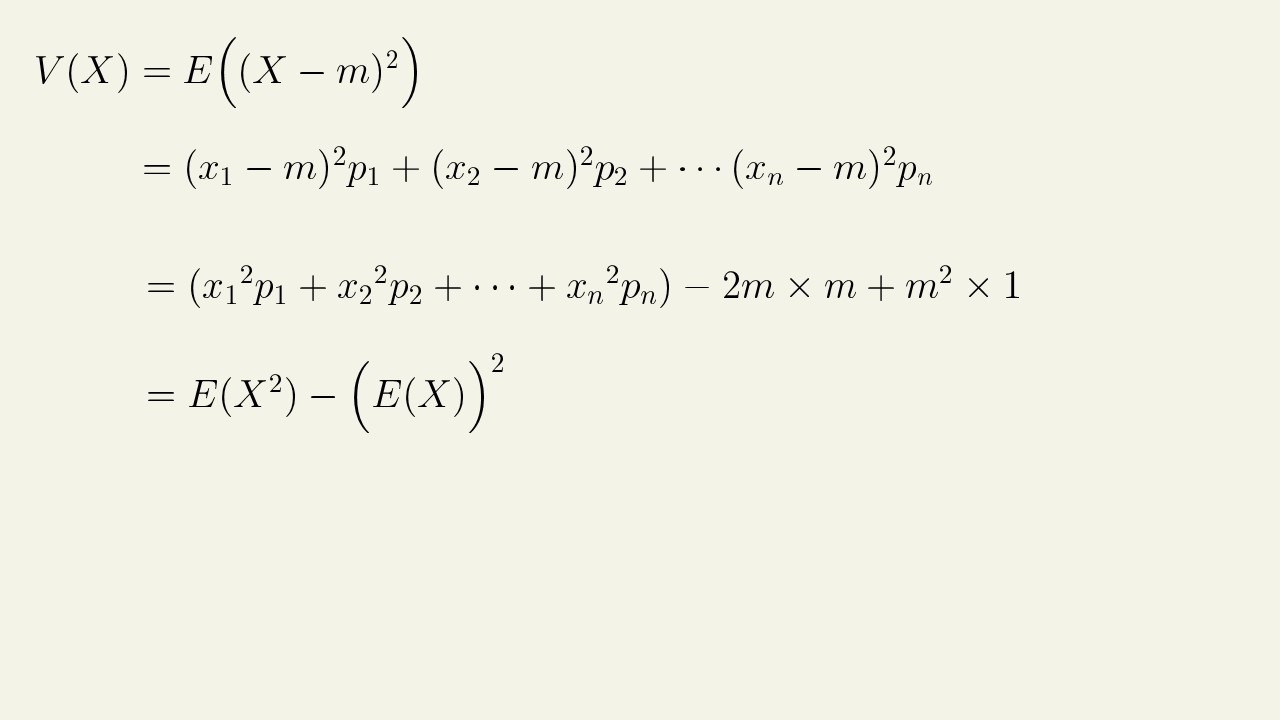 V(X) = E((X − m)²)
= (x₁ − m)²p₁ + (x₂ − m)²p₂ + ⋯ (xₙ − m)²pₙ
= (x₁²p₁ + x₂²p₂ + ⋯ + xₙ²pₙ) − 2m × m + m² × 1
= E(X²) − (E(X))²